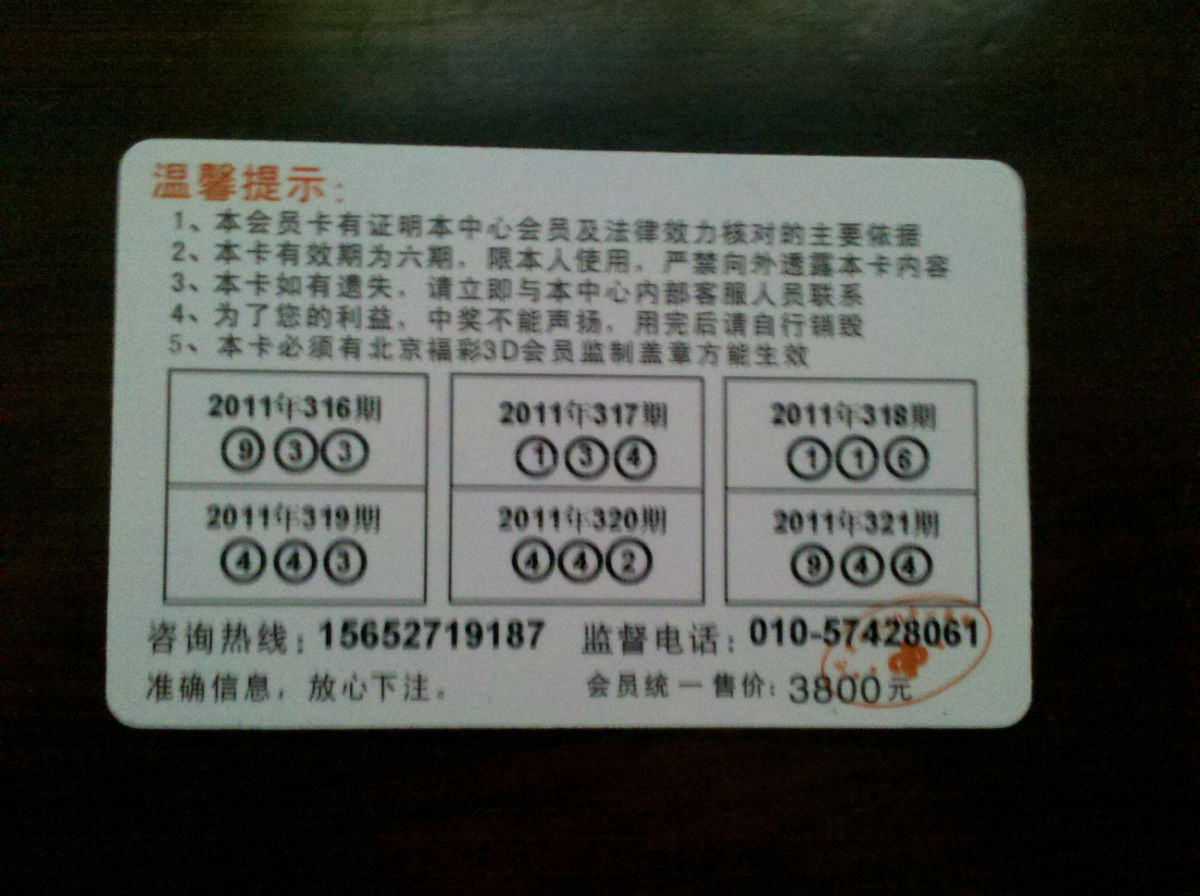 温馨提示：
1、本会员卡有证明本中心会员及法律效力核对的主要依据
2、本卡有效期为六期，限本人使用，严禁向外透露本卡内容
3、本卡如有遗失，请立即与本中心内部客服人员联系
4、为了您的利益，中奖不能声扬，用完后请自行销毁
5、本卡必须有北京福彩3D会员监制盖章方能生效
2011年316期 2011年317期 2011年318期
9 3 3 1 3 4 1 1 6
2011年319期 2011年320期 2011年321期
4 4 3 4 4 2 9 4 4
咨询热线：15652719187 监督电话：010-57428061
准确信息，放心下注。 会员统一售价：3800元